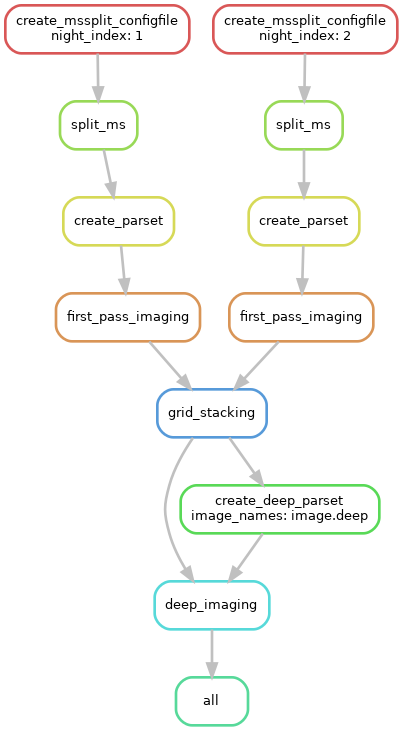 create_mssplit_configfile
night_index: 1
create_mssplit_configfile
night_index: 2
split_ms
split_ms
create_parset
create_parset
first_pass_imaging
first_pass_imaging
grid_stacking
create_deep_parset
image_names: image.deep
deep_imaging
all